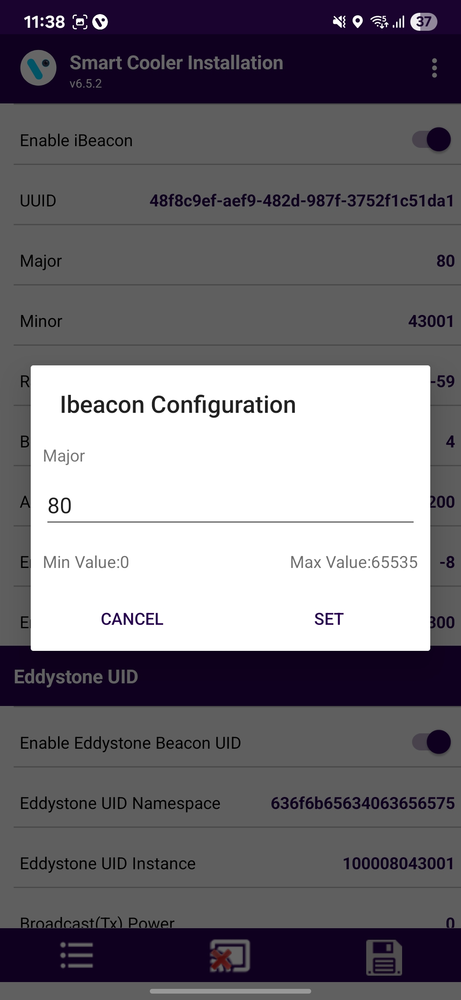 11:38
5
37
Smart Cooler Installation
v6.5.2
Enable iBeacon
UUID 48f8c9ef-aef9-482d-987f-3752f1c51da1
Major 80
Minor 43001
R -59
B 4
A 200
-8
300
Ibeacon Configuration
Major
80
Min Value:0 Max Value:65535
CANCEL SET
Eddystone UID
Enable Eddystone Beacon UID
Eddystone UID Namespace 636f6b65634063656575
Eddystone UID Instance 100008043001
Broadcast(Tx) Power 0